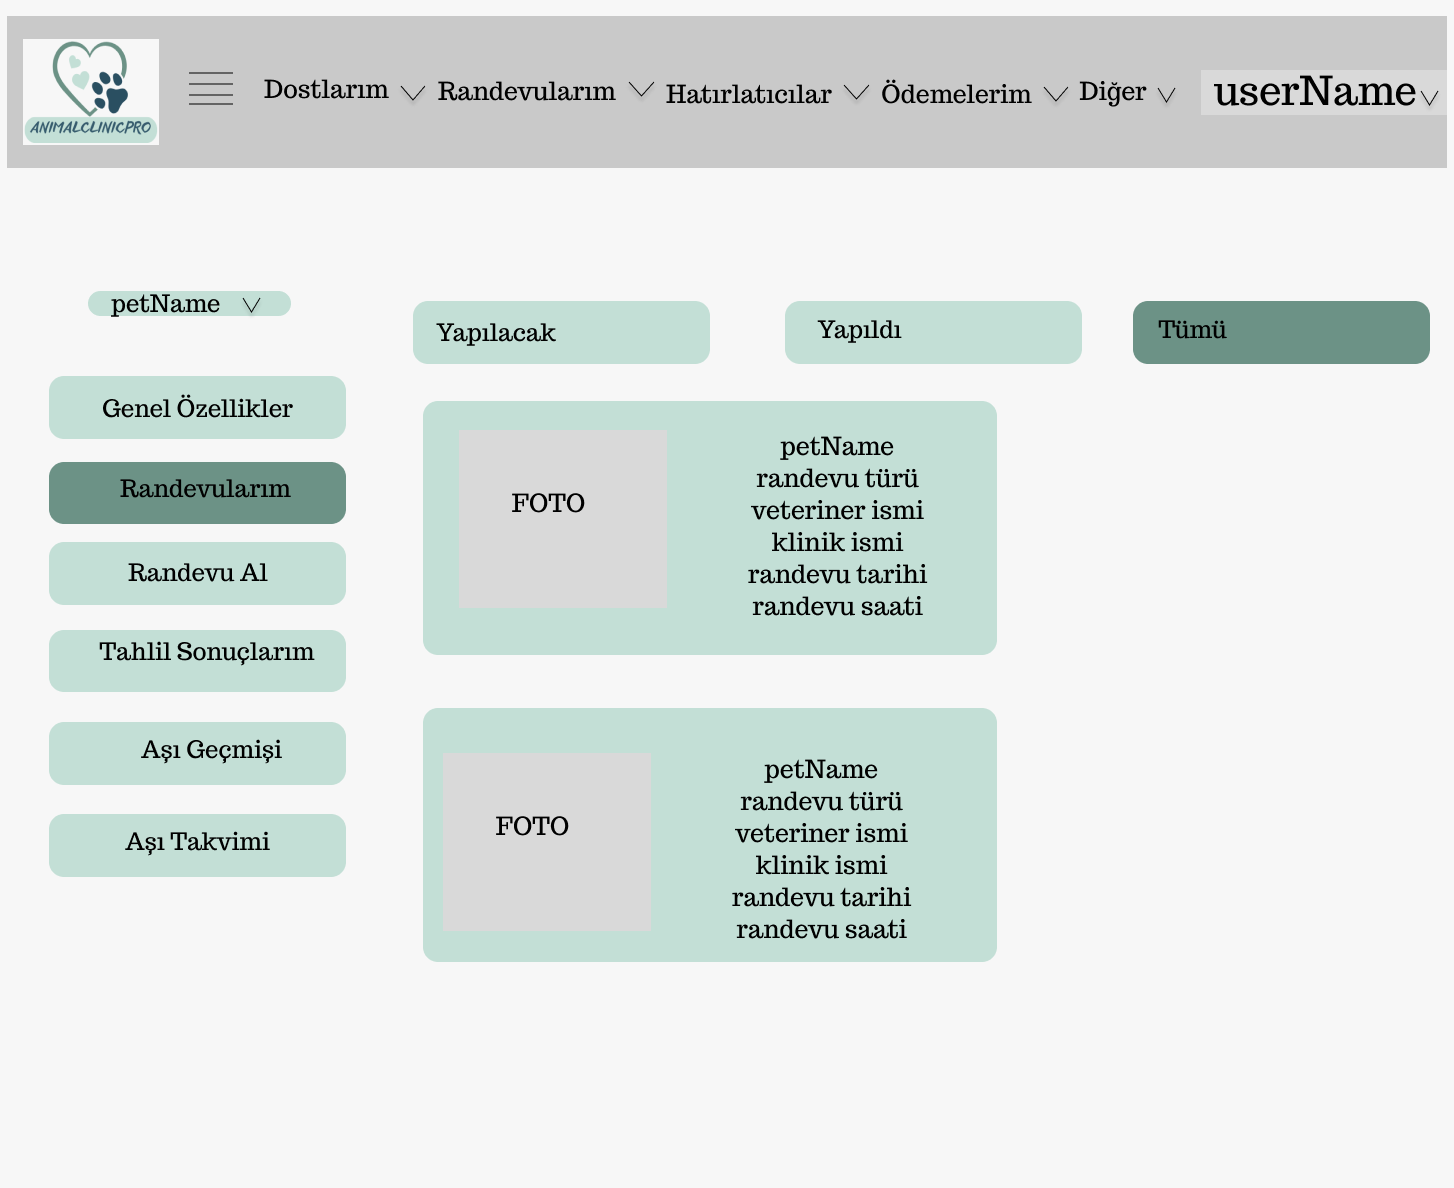 ANIMALCLINICPRO
Dostlarım
Randevularım
Hatırlatıcılar
Ödemelerim
Diğer
userName
petName
Yapılacak
Yapıldı
Tümü
Genel Özellikler
Randevularım
Randevu Al
Tahlil Sonuçlarım
Aşı Geçmişi
Aşı Takvimi
FOTO
petName
randevu türü
veteriner ismi
klinik ismi
randevu tarihi
randevu saati
FOTO
petName
randevu türü
veteriner ismi
klinik ismi
randevu tarihi
randevu saati